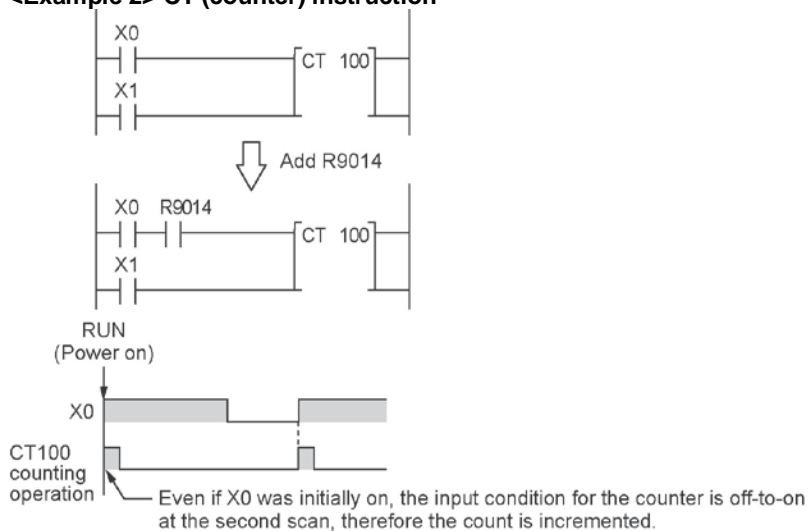 <Example 2> CT (counter) instruction
X0
CT 100
X1
Add R9014
X0 R9014
CT 100
X1
RUN
(Power on)
X0
CT100
counting
operation
Even if X0 was initially on, the input condition for the counter is off-to-on
at the second scan, therefore the count is incremented.